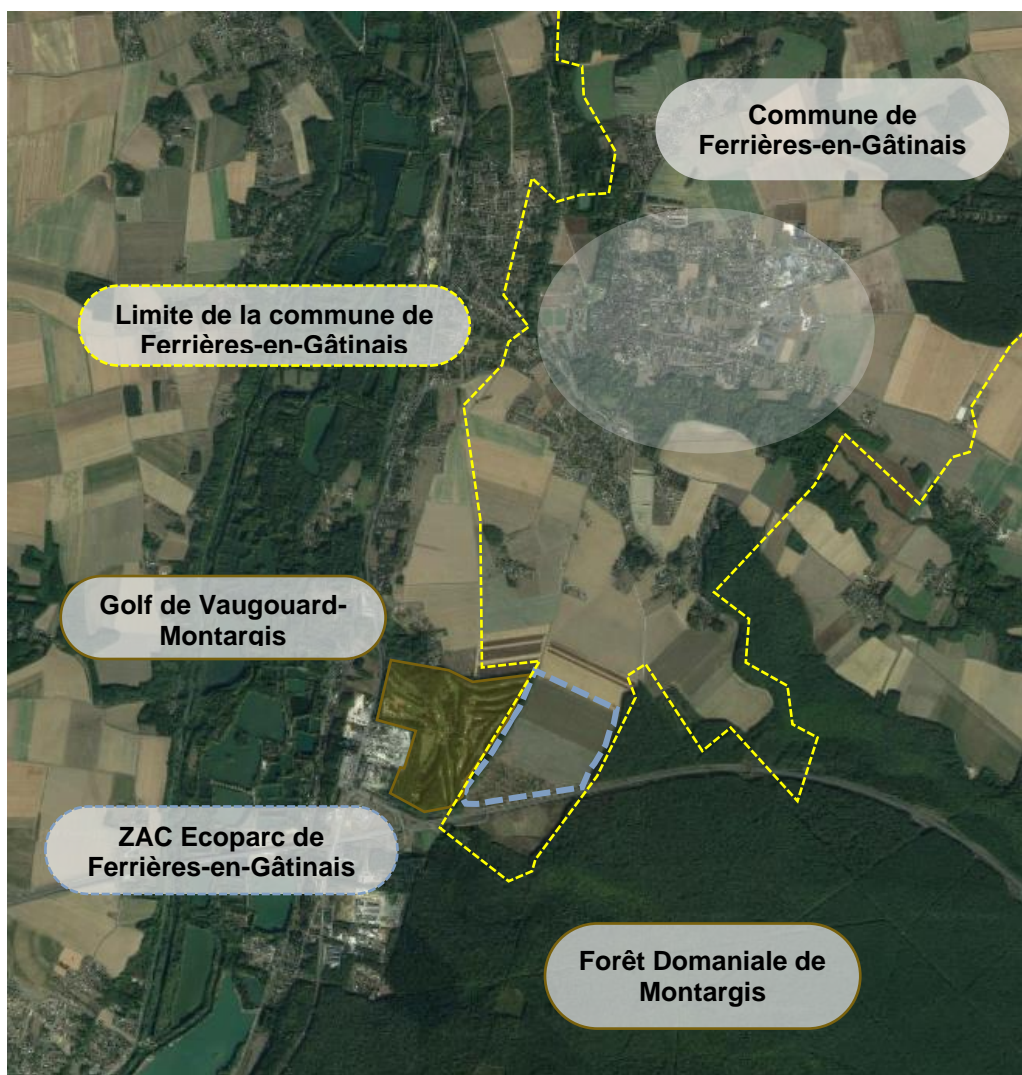 Commune de
Ferrières-en-Gâtinais
Limite de la commune de
Ferrières-en-Gâtinais
Golf de Vaugouard-
Montargis
ZAC Ecoparc de
Ferrières-en-Gâtinais
Forêt Domaniale de
Montargis